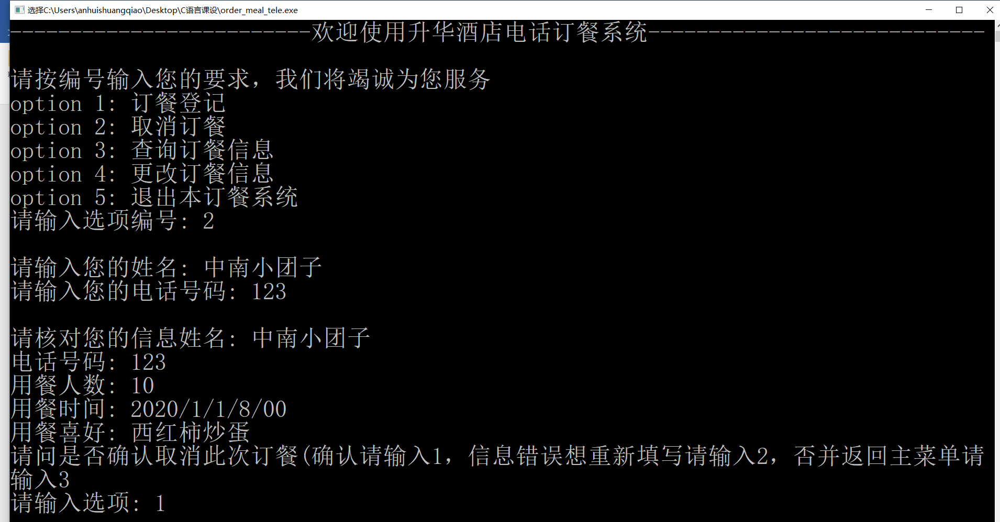 选择C:\Users\anhuishuangqiao\Desktop\C语言课设\order_meal_tele.exe
-------------------------欢迎使用升华酒店电话订餐系统----------------------------
请按编号输入您的要求，我们将竭诚为您服务
option 1: 订餐登记
option 2: 取消订餐
option 3: 查询订餐信息
option 4: 更改订餐信息
option 5: 退出本订餐系统
请输入选项编号: 2
请输入您的姓名: 中南小团子
请输入您的电话号码: 123
请核对您的信息姓名: 中南小团子
电话号码: 123
用餐人数: 10
用餐时间: 2020/1/1/8/00
用餐喜好: 西红柿炒蛋
请问是否确认取消此次订餐(确认请输入1，信息错误想重新填写请输入2，否并返回主菜单请
输入3
请输入选项: 1